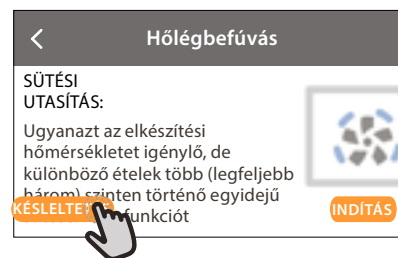 Hőlégbefúvás
SÜTÉSI
UTASÍTÁS:
Ugyanazt az elkészítési
hőmérsékletet igénylő, de
különböző ételek több (legfeljebb
három) szinten történő egyidejű
funkciót
INDÍTÁS